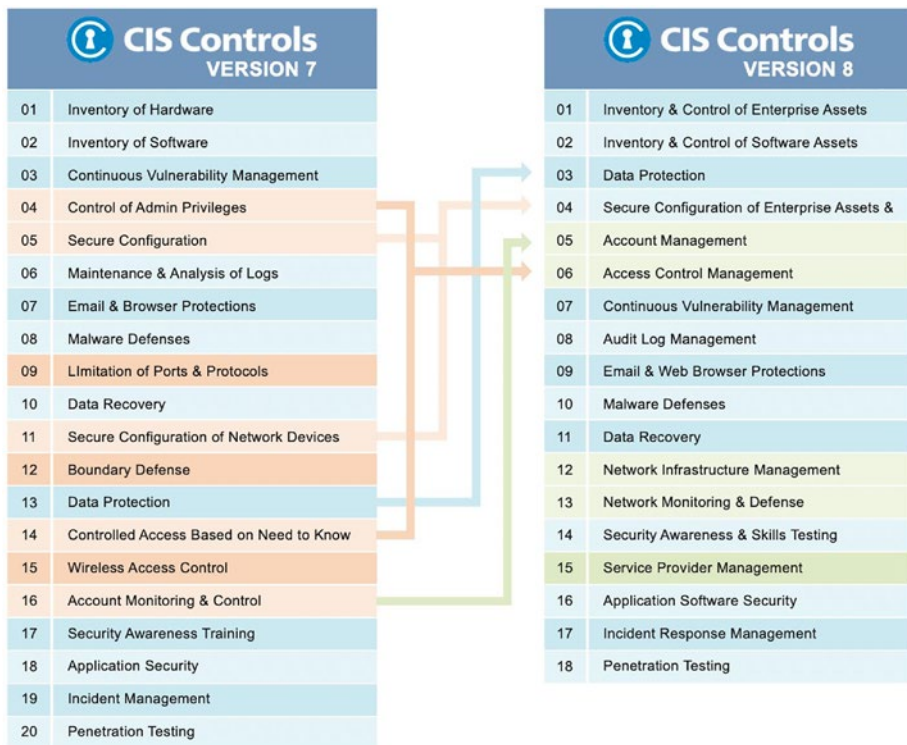 CIS Controls
VERSION 7
01 Inventory of Hardware
02 Inventory of Software
03 Continuous Vulnerability Management
04 Control of Admin Privileges
05 Secure Configuration
06 Maintenance & Analysis of Logs
07 Email & Browser Protections
08 Malware Defenses
09 LImitation of Ports & Protocols
10 Data Recovery
11 Secure Configuration of Network Devices
12 Boundary Defense
13 Data Protection
14 Controlled Access Based on Need to Know
15 Wireless Access Control
16 Account Monitoring & Control
17 Security Awareness Training
18 Application Security
19 Incident Management
20 Penetration Testing
CIS Controls
VERSION 8
01 Inventory & Control of Enterprise Assets
02 Inventory & Control of Software Assets
03 Data Protection
04 Secure Configuration of Enterprise Assets &
05 Account Management
06 Access Control Management
07 Continuous Vulnerability Management
08 Audit Log Management
09 Email & Web Browser Protections
10 Malware Defenses
11 Data Recovery
12 Network Infrastructure Management
13 Network Monitoring & Defense
14 Security Awareness & Skills Testing
15 Service Provider Management
16 Application Software Security
17 Incident Response Management
18 Penetration Testing